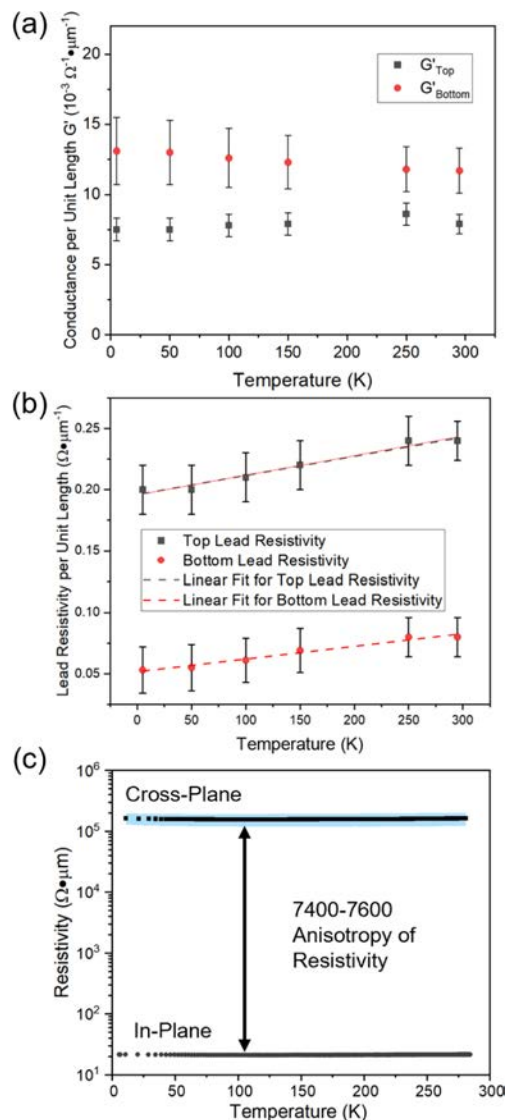 (a)
Conductance per Unit Length G' (10⁻³ Ω⁻¹•μm⁻¹)
20
15
10
5
0
G'Top
G'Bottom
0 50 100 150 200 250 300
Temperature (K)
(b)
Lead Resistivity per Unit Length (Ω•μm⁻¹)
0.25
0.20
0.15
0.10
0.05
Top Lead Resistivity
Bottom Lead Resistivity
Linear Fit for Top Lead Resistivity
Linear Fit for Bottom Lead Resistivity
0 50 100 150 200 250 300
Temperature (K)
(c)
Resistivity (Ω•μm)
10⁶
10⁵
10⁴
10³
10²
10¹
Cross-Plane
7400-7600
Anisotropy of
Resistivity
In-Plane
0 50 100 150 200 250 300
Temperature (K)